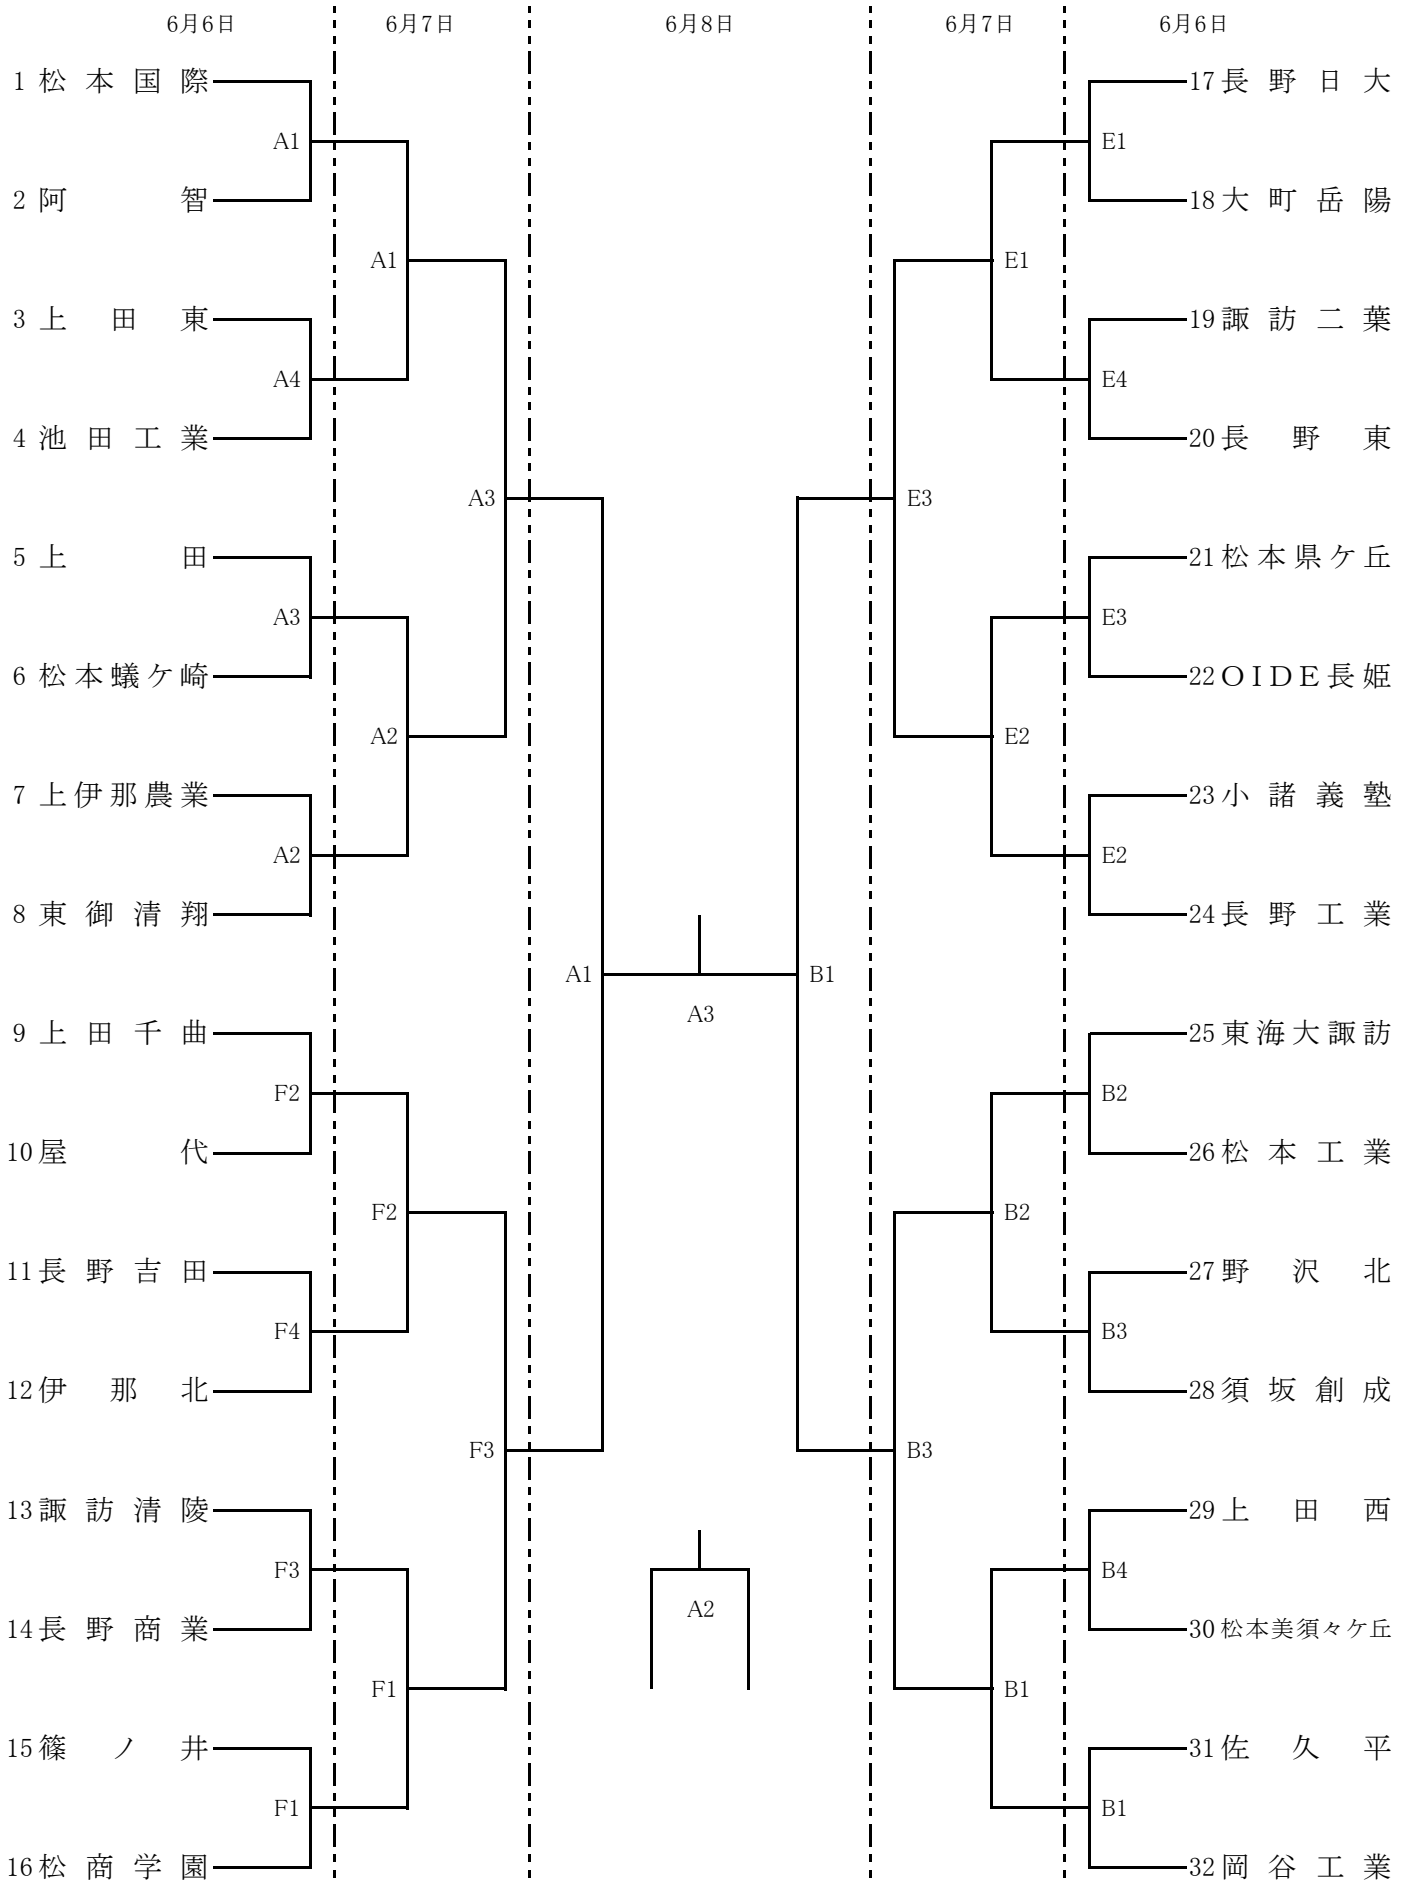 6月6日 6月7日 6月8日 6月7日 6月6日
1 松本国際 17 長野日大
A1 E1
2 阿智 18 大町岳陽
A1 E1
3 上田東 19 諏訪二葉
A4 E4
4 池田工業 20 長野東
A3 E3
5 上田 21 松本県ケ丘
A3 E3
6 松本蟻ケ崎 22 OIDE長姫
A2 E2
7 上伊那農業 23 小諸義塾
A2 E2
8 東御清翔 24 長野工業
A1 B1
A3
9 上田千曲 25 東海大諏訪
F2 B2
10 屋代 26 松本工業
F2 B2
11 長野吉田 27 野沢北
F4 B3
12 伊那北 28 須坂創成
F3 B3
13 諏訪清陵 29 上田西
F3 B4
A2
14 長野商業 30 松本美須々ケ丘
F1 B1
15 篠ノ井 31 佐久平
F1 B1
16 松商学園 32 岡谷工業